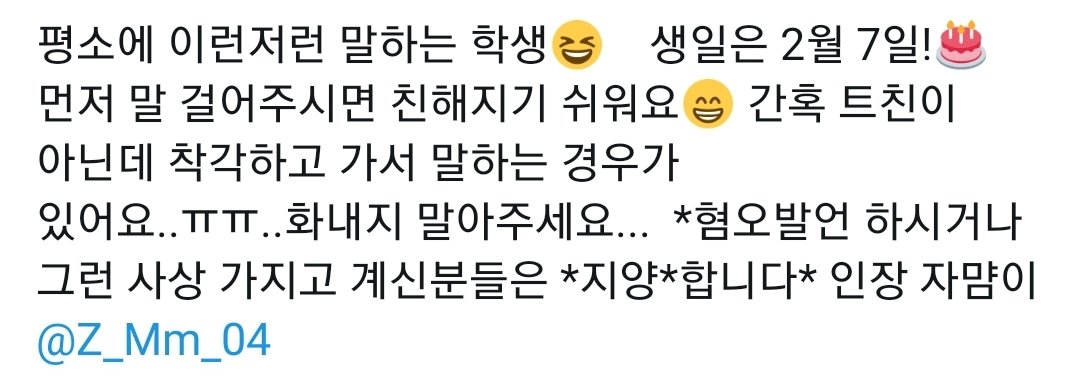 평소에 이런저런 말하는 학생😆 생일은 2월 7일!🎂
먼저 말 걸어주시면 친해지기 쉬워요😁 간혹 트친이
아닌데 착각하고 가서 말하는 경우가
있어요..ㅠㅠ..화내지 말아주세요... *혐오발언 하시거나
그런 사상 가지고 계신분들은 *지양*합니다* 인장 자먐이
@Z_Mm_04